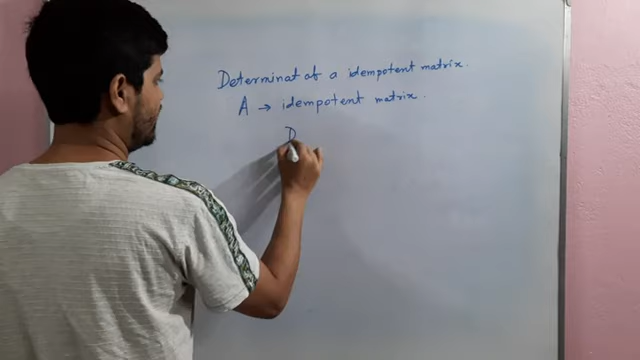 Determinat of a idempotent matrix.
A → idempotent matrix.
D